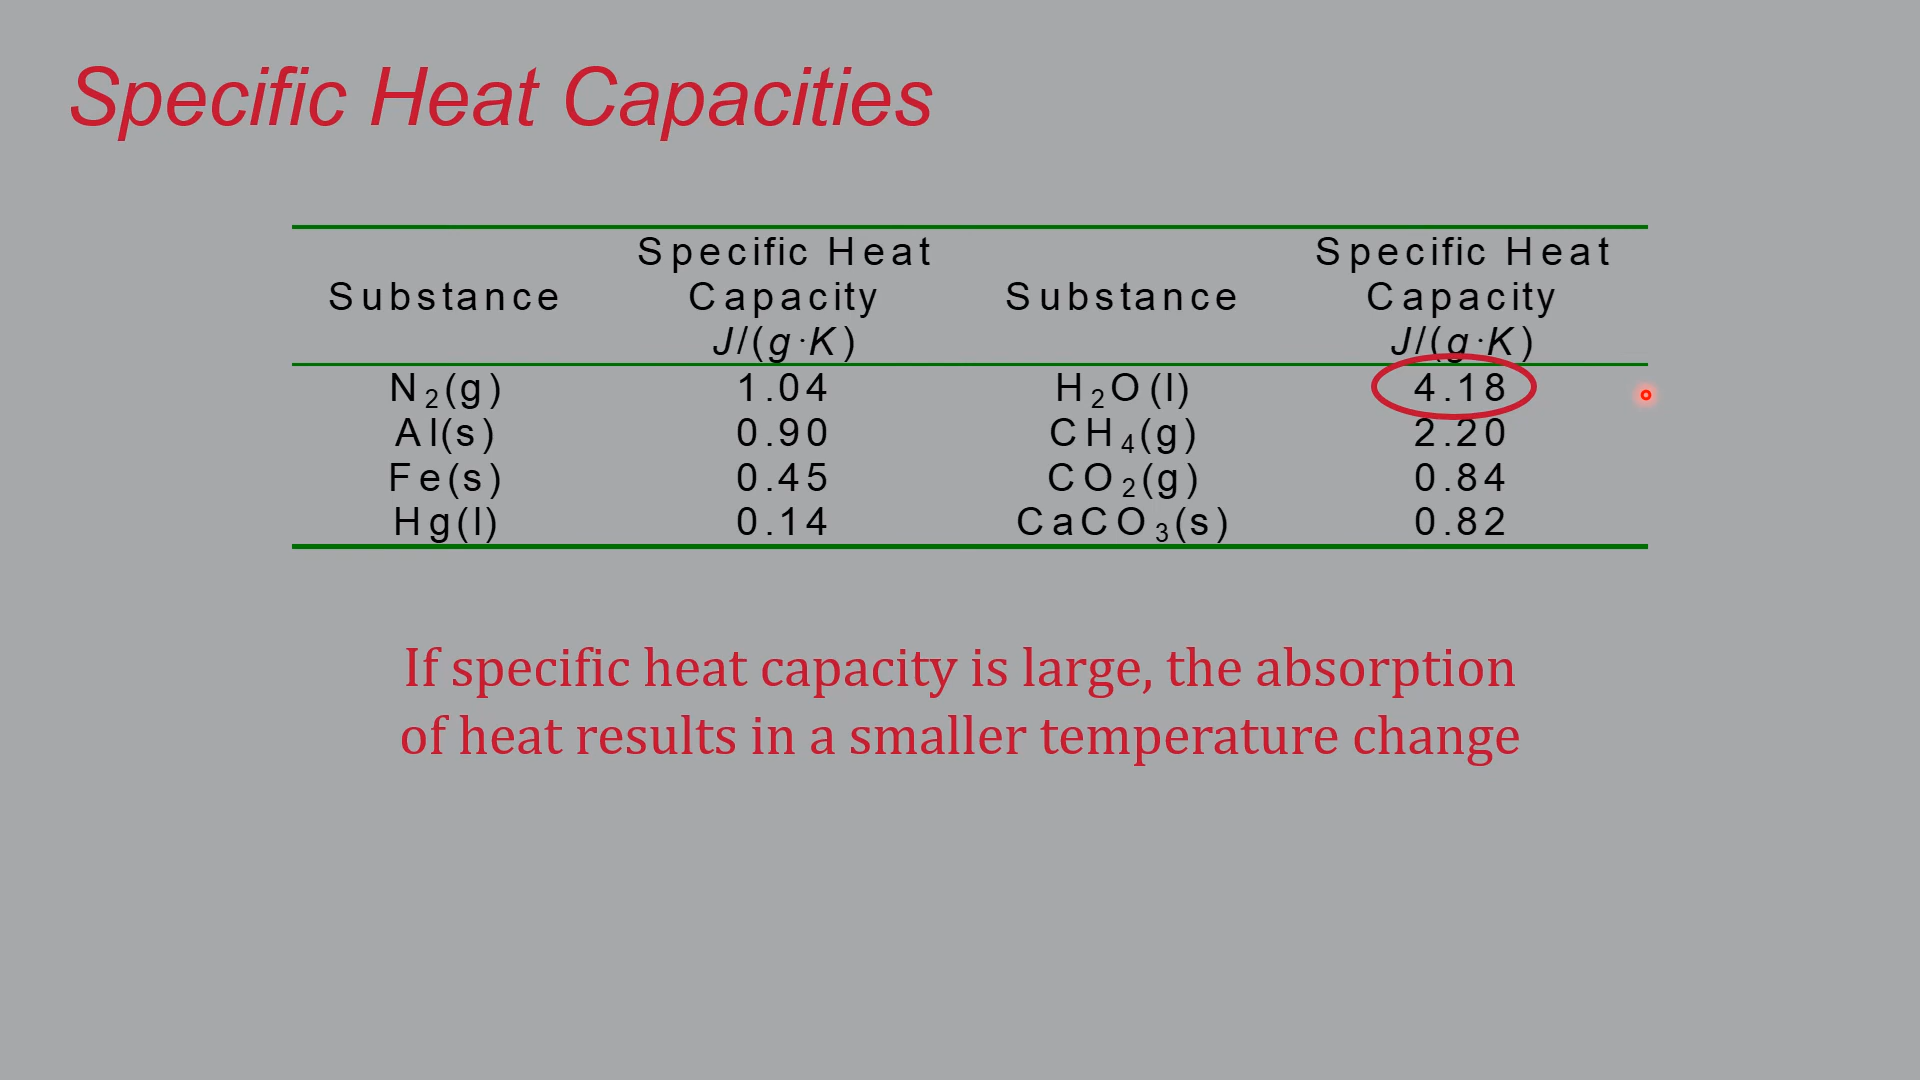 Specific Heat Capacities
Substance Specific Heat Capacity J/(g·K) Substance Specific Heat Capacity J/(g·K)
N₂(g) 1.04 H₂O(l) 4.18
Al(s) 0.90 CH₄(g) 2.20
Fe(s) 0.45 CO₂(g) 0.84
Hg(l) 0.14 CaCO₃(s) 0.82
If specific heat capacity is large, the absorption
of heat results in a smaller temperature change